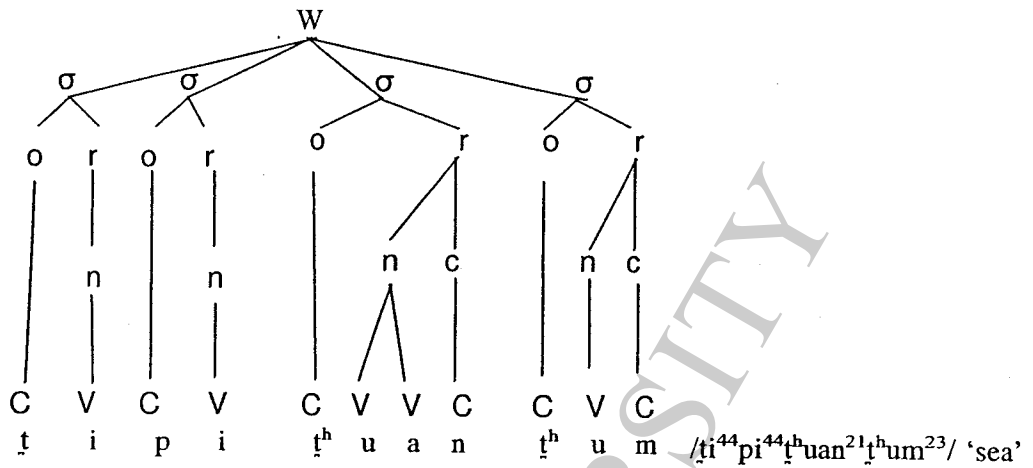 W
σ σ σ σ
o r o r o r o r
n n n c n c
C V C V C V V C C V C
t̪ i p i t̪ʰ u a n t̪ʰ u m /t̪i⁴⁴pi⁴⁴t̪ʰuan²¹t̪ʰum²³/ ‘sea’